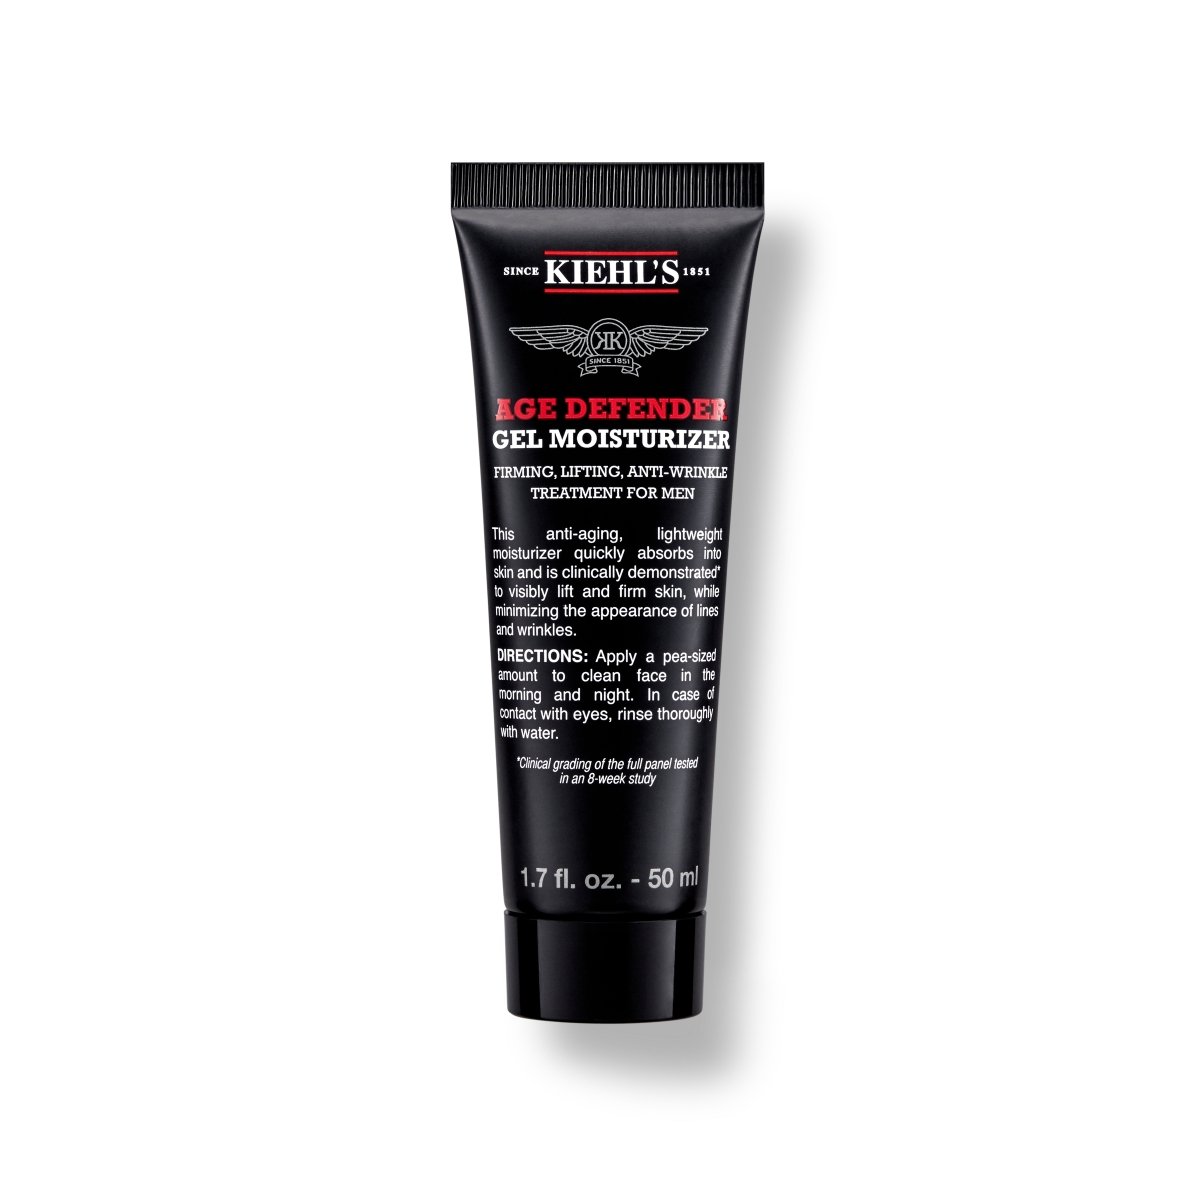 SINCE KIEHL'S 1851
KK
SINCE 1851
AGE DEFENDER
GEL MOISTURIZER
FIRMING, LIFTING, ANTI-WRINKLE
TREATMENT FOR MEN
This anti-aging, lightweight
moisturizer quickly absorbs into
skin and is clinically demonstrated*
to visibly lift and firm skin, while
minimizing the appearance of lines
and wrinkles.
DIRECTIONS: Apply a pea-sized
amount to clean face in the
morning and night. In case of
contact with eyes, rinse thoroughly
with water.
*Clinical grading of the full panel tested
in an 8-week study
1.7 fl. oz. - 50 ml